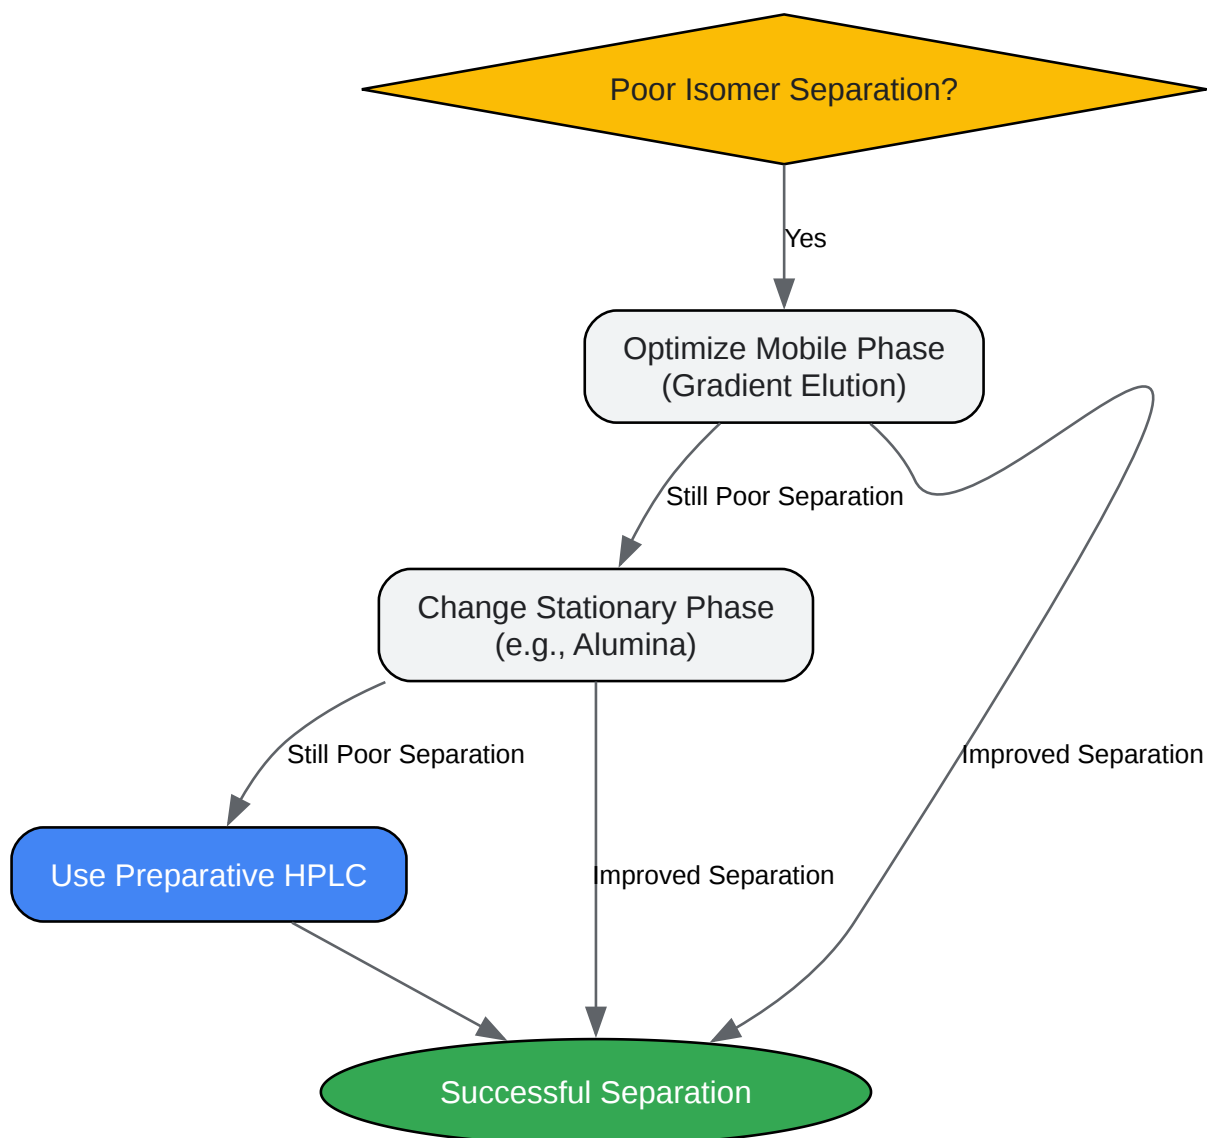 Poor Isomer Separation?
Yes
Optimize Mobile Phase
(Gradient Elution)
Still Poor Separation
Change Stationary Phase
(e.g., Alumina)
Still Poor Separation
Improved Separation
Use Preparative HPLC
Improved Separation
Successful Separation